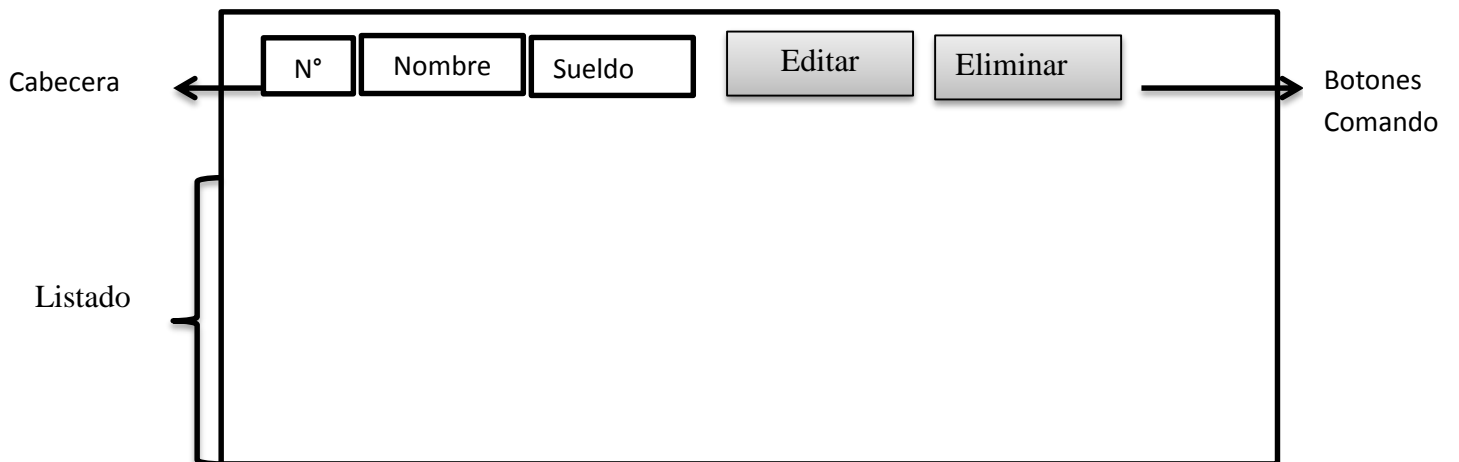 Cabecera
N°
Nombre
Sueldo
Editar
Eliminar
Botones
Comando
Listado